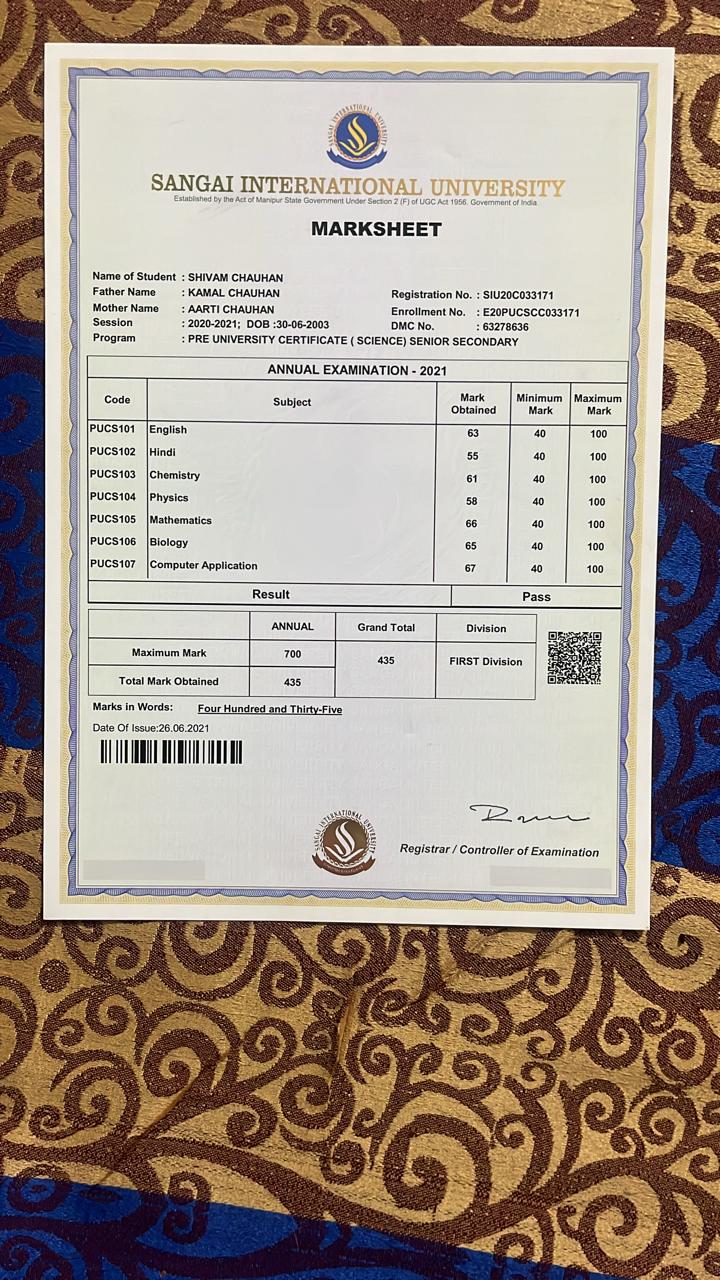 SANGAI INTERNATIONAL UNIVERSITY
SANGAI INTERNATIONAL UNIVERSITY
Established by the Act of Manipur State Government Under Section 2 (F) of UGC Act 1956. Government of India.
MARKSHEET
Name of Student : SHIVAM CHAUHAN
Father Name : KAMAL CHAUHAN Registration No. : SIU20C033171
Mother Name : AARTI CHAUHAN Enrollment No. : E20PUCSCC033171
Session : 2020-2021; DOB :30-06-2003 DMC No. : 63278636
Program : PRE UNIVERSITY CERTIFICATE ( SCIENCE) SENIOR SECONDARY
ANNUAL EXAMINATION - 2021
Code Subject Mark Obtained Minimum Mark Maximum Mark
PUCS101 English 63 40 100
PUCS102 Hindi 55 40 100
PUCS103 Chemistry 61 40 100
PUCS104 Physics 58 40 100
PUCS105 Mathematics 66 40 100
PUCS106 Biology 65 40 100
PUCS107 Computer Application 67 40 100
Result Pass
ANNUAL Grand Total Division
Maximum Mark 700 435 FIRST Division
Total Mark Obtained 435
Marks in Words: Four Hundred and Thirty-Five
Date Of Issue:26.06.2021
SANGAI INTERNATIONAL UNIVERSITY
Registrar / Controller of Examination